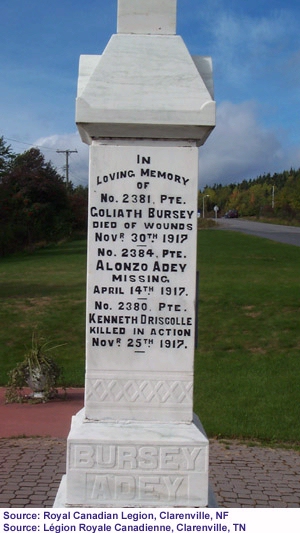 IN
LOVING MEMORY
OF
No. 2381. PTE.
GOLIATH BURSEY
DIED OF WOUNDS
NOVR 30TH 1917
No. 2384. PTE.
ALONZO ADEY
MISSING
APRIL 14TH 1917.
No. 2380. PTE.
KENNETH DRISCOLLE
KILLED IN ACTION
NOVR. 25TH 1917.
BURSEY
ADEY
Source: Royal Canadian Legion, Clarenville, NF
Source: Légion Royale Canadienne, Clarenville, TN